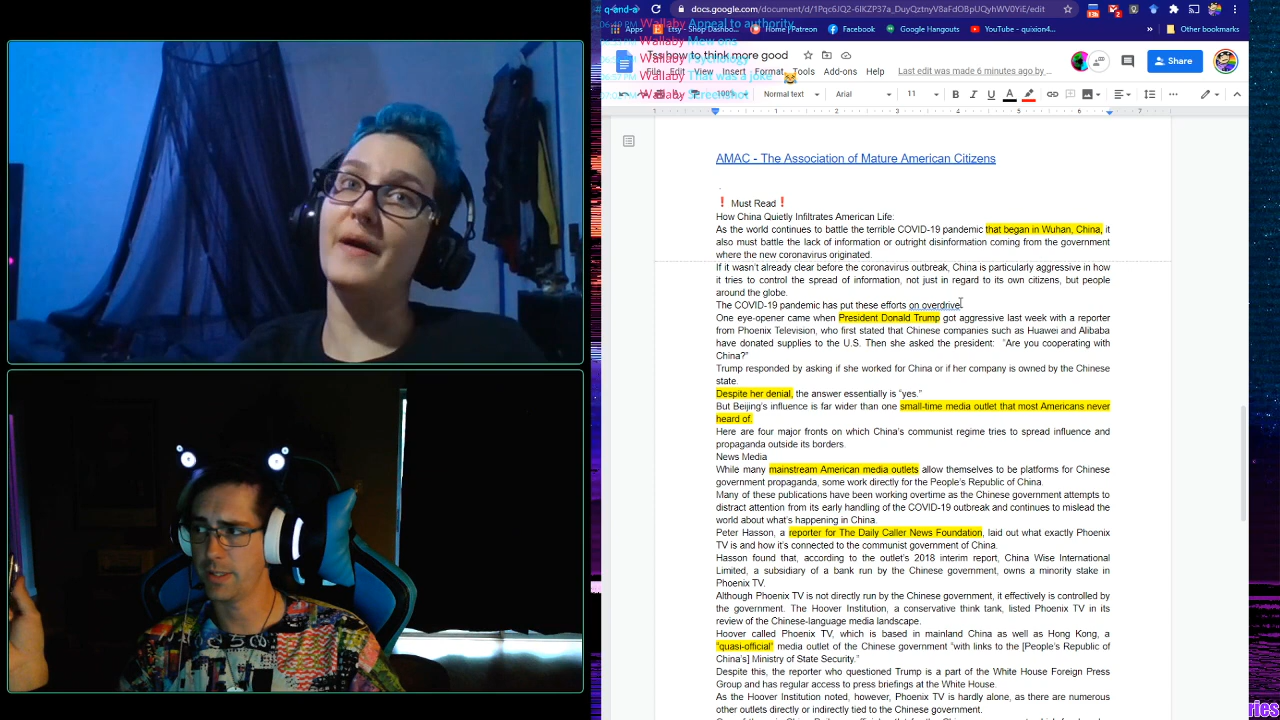 # q-and-a
docs.google.com/document/d/1Pqc6JQ2-6IKZP37a_DuyQztnyV8aFdOBpUQyhWV0YiE/edit
06:49 PM Wallaby Appeal to authority
Apps
Etsy - Shop Dashbo...
Home | Patreon
Facebook
Google Hangouts
YouTube - quixion4...
Other bookmarks
Wallaby Mew ons
Tss how to think more good
Wallaby Psychology
File Edit View Insert Format Tools Add-ons Help Last edit was made 6 minutes ago by ...
Share
Wallaby That was a joke
Wallaby Screenshot
100% Normal text Arial 11
AMAC - The Association of Mature American Citizens
❗ Must Read❗
How China Quietly Infiltrates American Life:
As the world continues to battle the terrible COVID-19 pandemic that began in Wuhan, China, it
also must battle the lack of information or outright disinformation coming from the government
where the new coronavirus originated.
If it wasn't already clear before the coronavirus outbreak, China is particularly aggressive in how
it tries to control the spread of information, not just in regard to its own citizens, but people
around the globe.
The COVID-19 pandemic has put these efforts on overdrive.
One eye-opener came when President Donald Trump got aggressive last week with a reporter
from Phoenix Television, who first stated that Chinese companies such as Huawei and Alibaba
have donated supplies to the U.S. Then she asked the president: "Are you cooperating with
China?"
Trump responded by asking if she worked for China or if her company is owned by the Chinese
state.
Despite her denial, the answer essentially is "yes."
But Beijing's influence is far wider than one small-time media outlet that most Americans never
heard of.
Here are four major fronts on which China's communist regime tries to spread influence and
propaganda outside its borders.
News Media
While many mainstream American media outlets allow themselves to be platforms for Chinese
government propaganda, some work directly for the People's Republic of China.
Many of these publications have been working overtime as the Chinese government attempts to
distract attention from its early handling of the COVID-19 outbreak and continues to mislead the
world about what's happening in China.
Peter Hasson, a reporter for The Daily Caller News Foundation, laid out what exactly Phoenix
TV is and how it's connected to the communist government of China.
Hasson found that, according to the outlet's 2018 interim report, China Wise International
Limited, a subsidiary of a bank run by the Chinese government, owns a minority stake in
Phoenix TV.
Although Phoenix TV is not directly run by the Chinese government, it effectively is controlled by
the government. The Hoover Institution, a conservative think tank, listed Phoenix TV in its
review of the Chinese-language media landscape.
Hoover called Phoenix TV, which is based in mainland China as well as Hong Kong, a
"quasi-official" media outlet of the Chinese government "with links to the [People's Republic of
China's] Ministry of State Security."
Despite this, the reporter who questioned Trump is a part of the White House Foreign Press
Group and has regular access to press briefings at the White House.
As the Hoover Institution noted, however, Phoenix TV is hardly alone, as there are numerous
other outlets directly or indirectly tied to the Chinese government.
ries